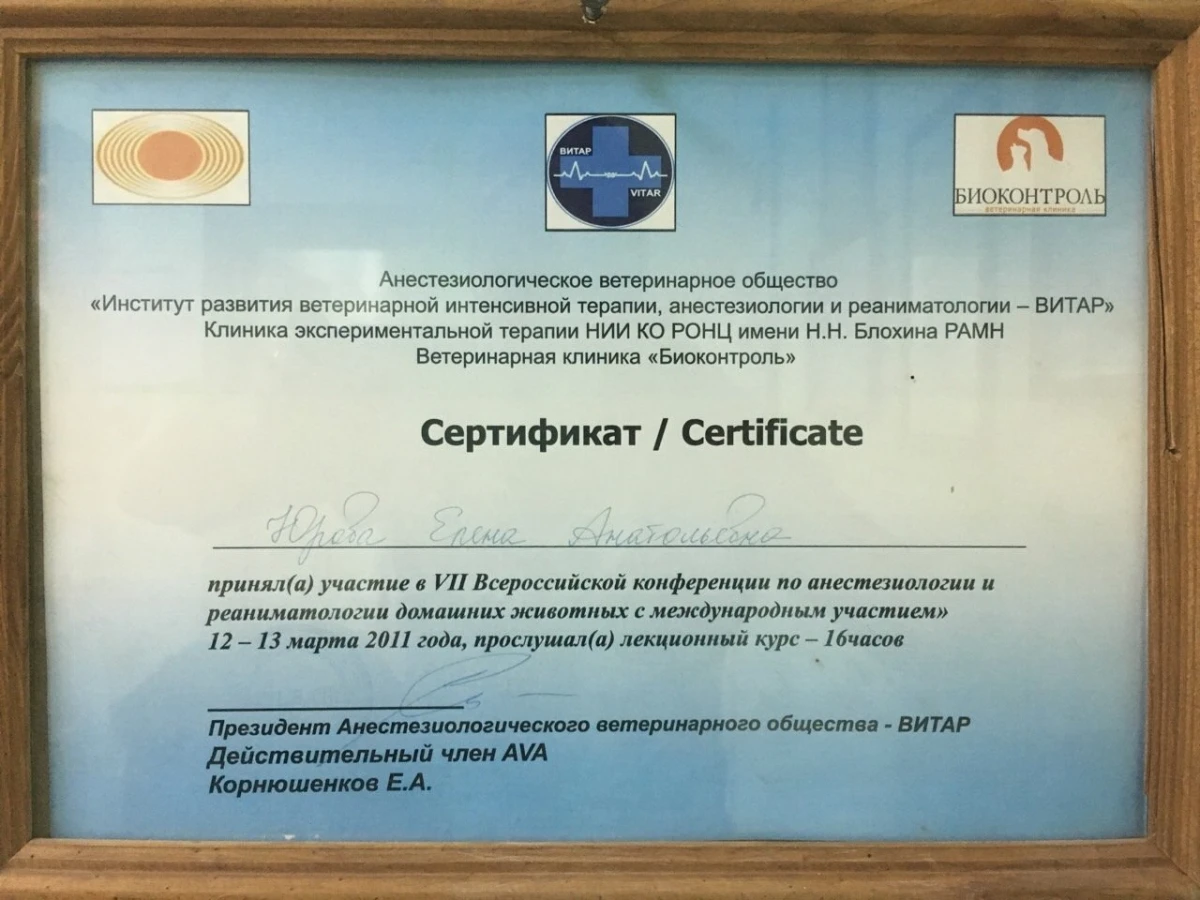 ВИТАР
VITAR
БИОКОНТРОЛЬ
ветеринарная клиника
Анестезиологическое ветеринарное общество
«Институт развития ветеринарной интенсивной терапии, анестезиологии и реаниматологии – ВИТАР»
Клиника экспериментальной терапии НИИ КО РОНЦ имени Н.Н. Блохина РАМН
Ветеринарная клиника «Биоконтроль»
Сертификат / Certificate
Юрова Елена Анатольевна
принял(а) участие в VII Всероссийской конференции по анестезиологии и
реаниматологии домашних животных с международным участием»
12 – 13 марта 2011 года, прослушал(а) лекционный курс – 16часов
Президент Анестезиологического ветеринарного общества - ВИТАР
Действительный член AVA
Корнюшенков Е.А.